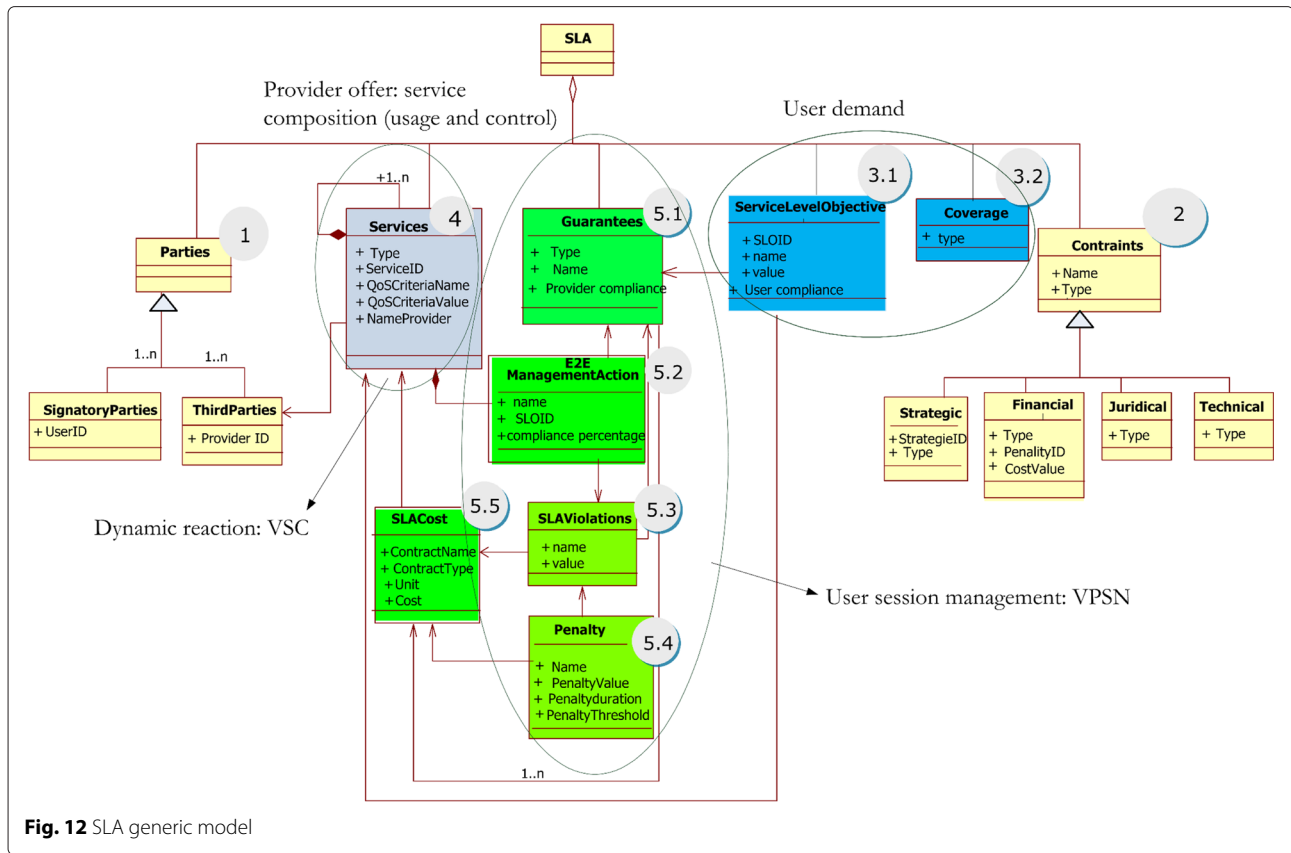 SLA
Provider offer: service
composition (usage and control)
User demand
+1..n
1
Parties
1..n
1..n
SignatoryParties
+ UserID
ThirdParties
+ Provider ID
4
Services
+ Type
+ ServiceID
+ QoSCriteriaName
+ QoSCriteriaValue
+ NameProvider
5.1
Guarantees
+ Type
+ Name
+ Provider compliance
3.1
ServiceLevelObjective
+ SLOID
+ name
+ value
+ User compliance
3.2
Coverage
+ type
2
Contraints
+ Name
+ Type
Strategic
+ StrategieID
+ Type
Financial
+ Type
+ PenalityID
+ CostValue
Juridical
+ Type
Technical
+ Type
5.2
E2E
ManagementAction
+ name
+ SLOID
+compliance percentage
Dynamic reaction: VSC
5.5
SLACost
+ ContractName
+ ContractType
+ Unit
+ Cost
5.3
SLAViolations
+ name
+ value
User session management: VPSN
5.4
Penalty
+ Name
+ PenaltyValue
+ Penaltyduration
+ PenaltyThreshold
1..n
Fig. 12 SLA generic model